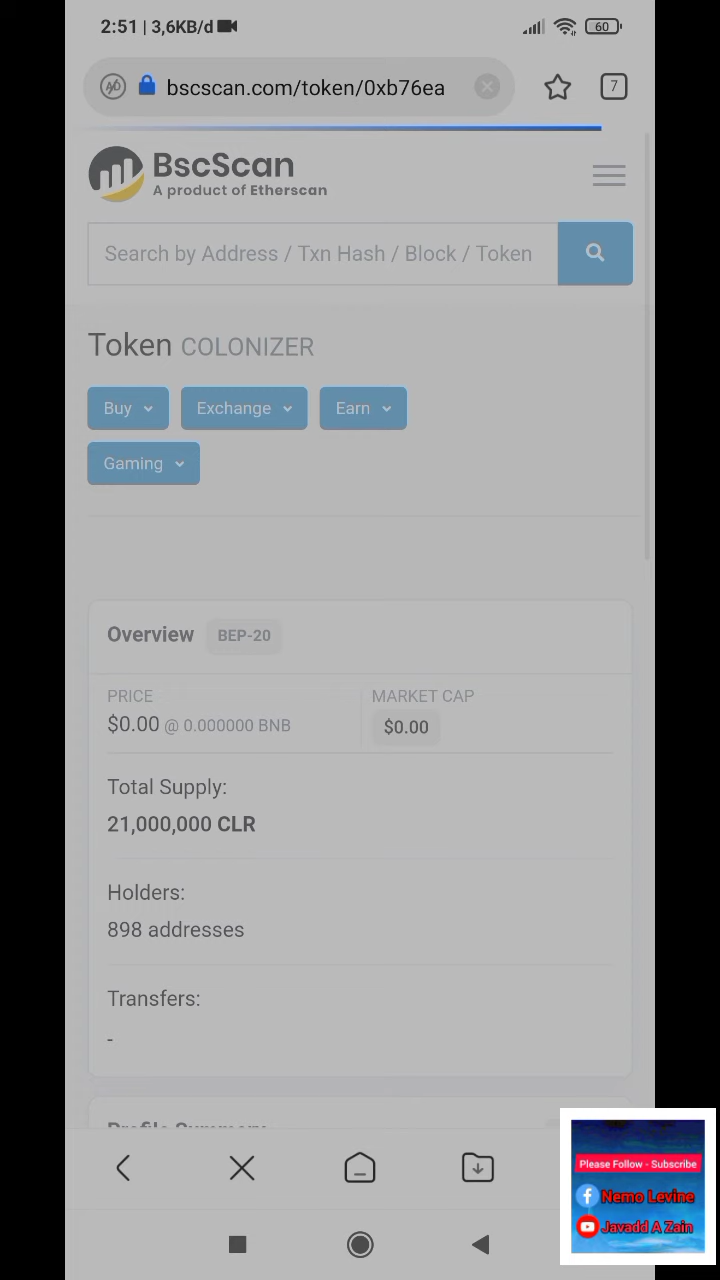 2:51 | 3,6KB/d
60
bscscan.com/token/0xb76ea
7
BscScan
A product of Etherscan
Search by Address / Txn Hash / Block / Token
Token COLONIZER
Buy
Exchange
Earn
Gaming
Overview
BEP-20
PRICE
$0.00 @ 0.000000 BNB
MARKET CAP
$0.00
Total Supply:
21,000,000 CLR
Holders:
898 addresses
Transfers:
-
Profile Summary
Please Follow - Subscribe
Nemo Levine
Javadd A Zain